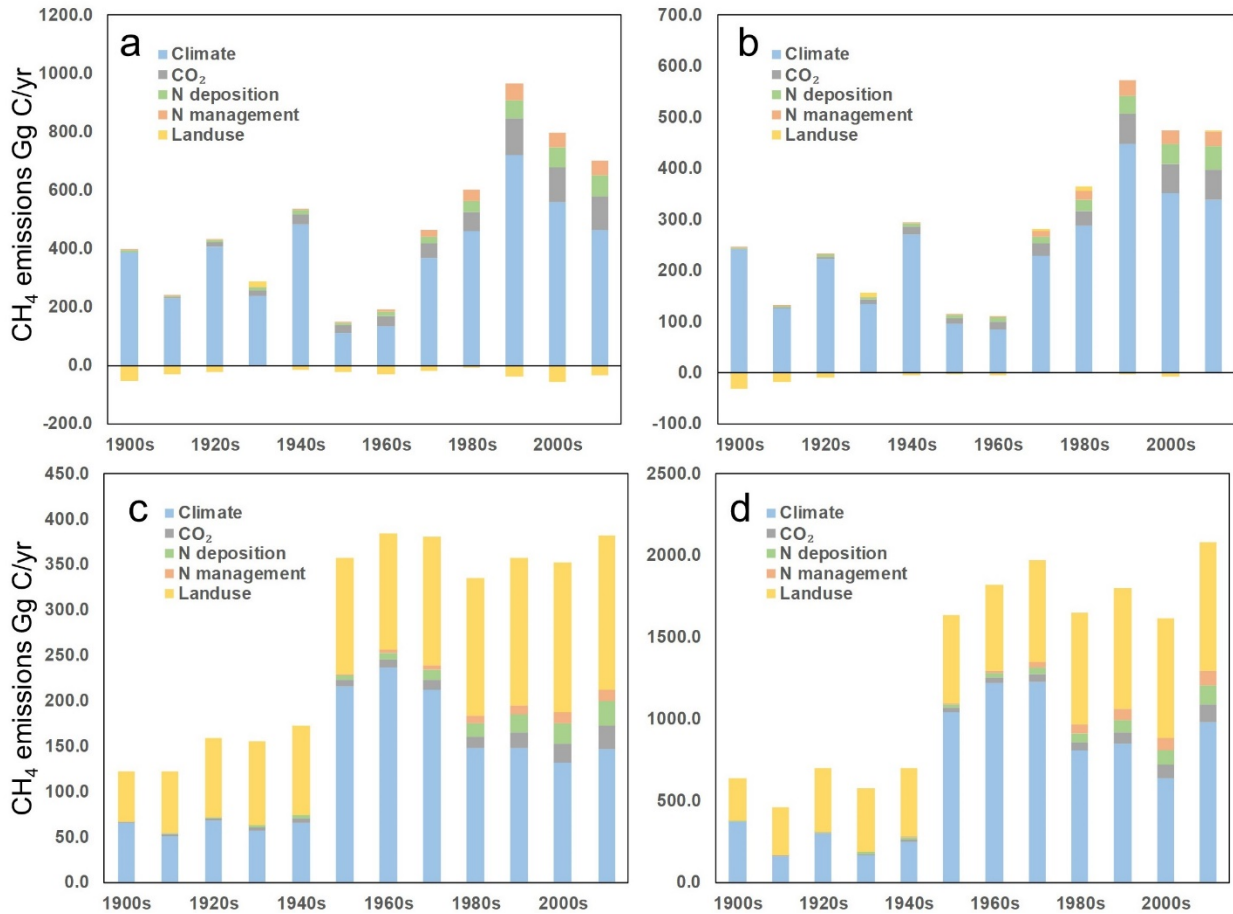 a
1200.0
1000.0
800.0
600.0
400.0
200.0
0.0
-200.0
CH₄ emissions Gg C/yr
Climate
CO₂
N deposition
N management
Landuse
1900s 1920s 1940s 1960s 1980s 2000s
b
700.0
600.0
500.0
400.0
300.0
200.0
100.0
0.0
-100.0
Climate
CO₂
N deposition
N management
Landuse
1900s 1920s 1940s 1960s 1980s 2000s
c
450.0
400.0
350.0
300.0
250.0
200.0
150.0
100.0
50.0
0.0
CH₄ emissions Gg C/yr
Climate
CO₂
N deposition
N management
Landuse
1900s 1920s 1940s 1960s 1980s 2000s
d
2500.0
2000.0
1500.0
1000.0
500.0
0.0
Climate
CO₂
N deposition
N management
Landuse
1900s 1920s 1940s 1960s 1980s 2000s